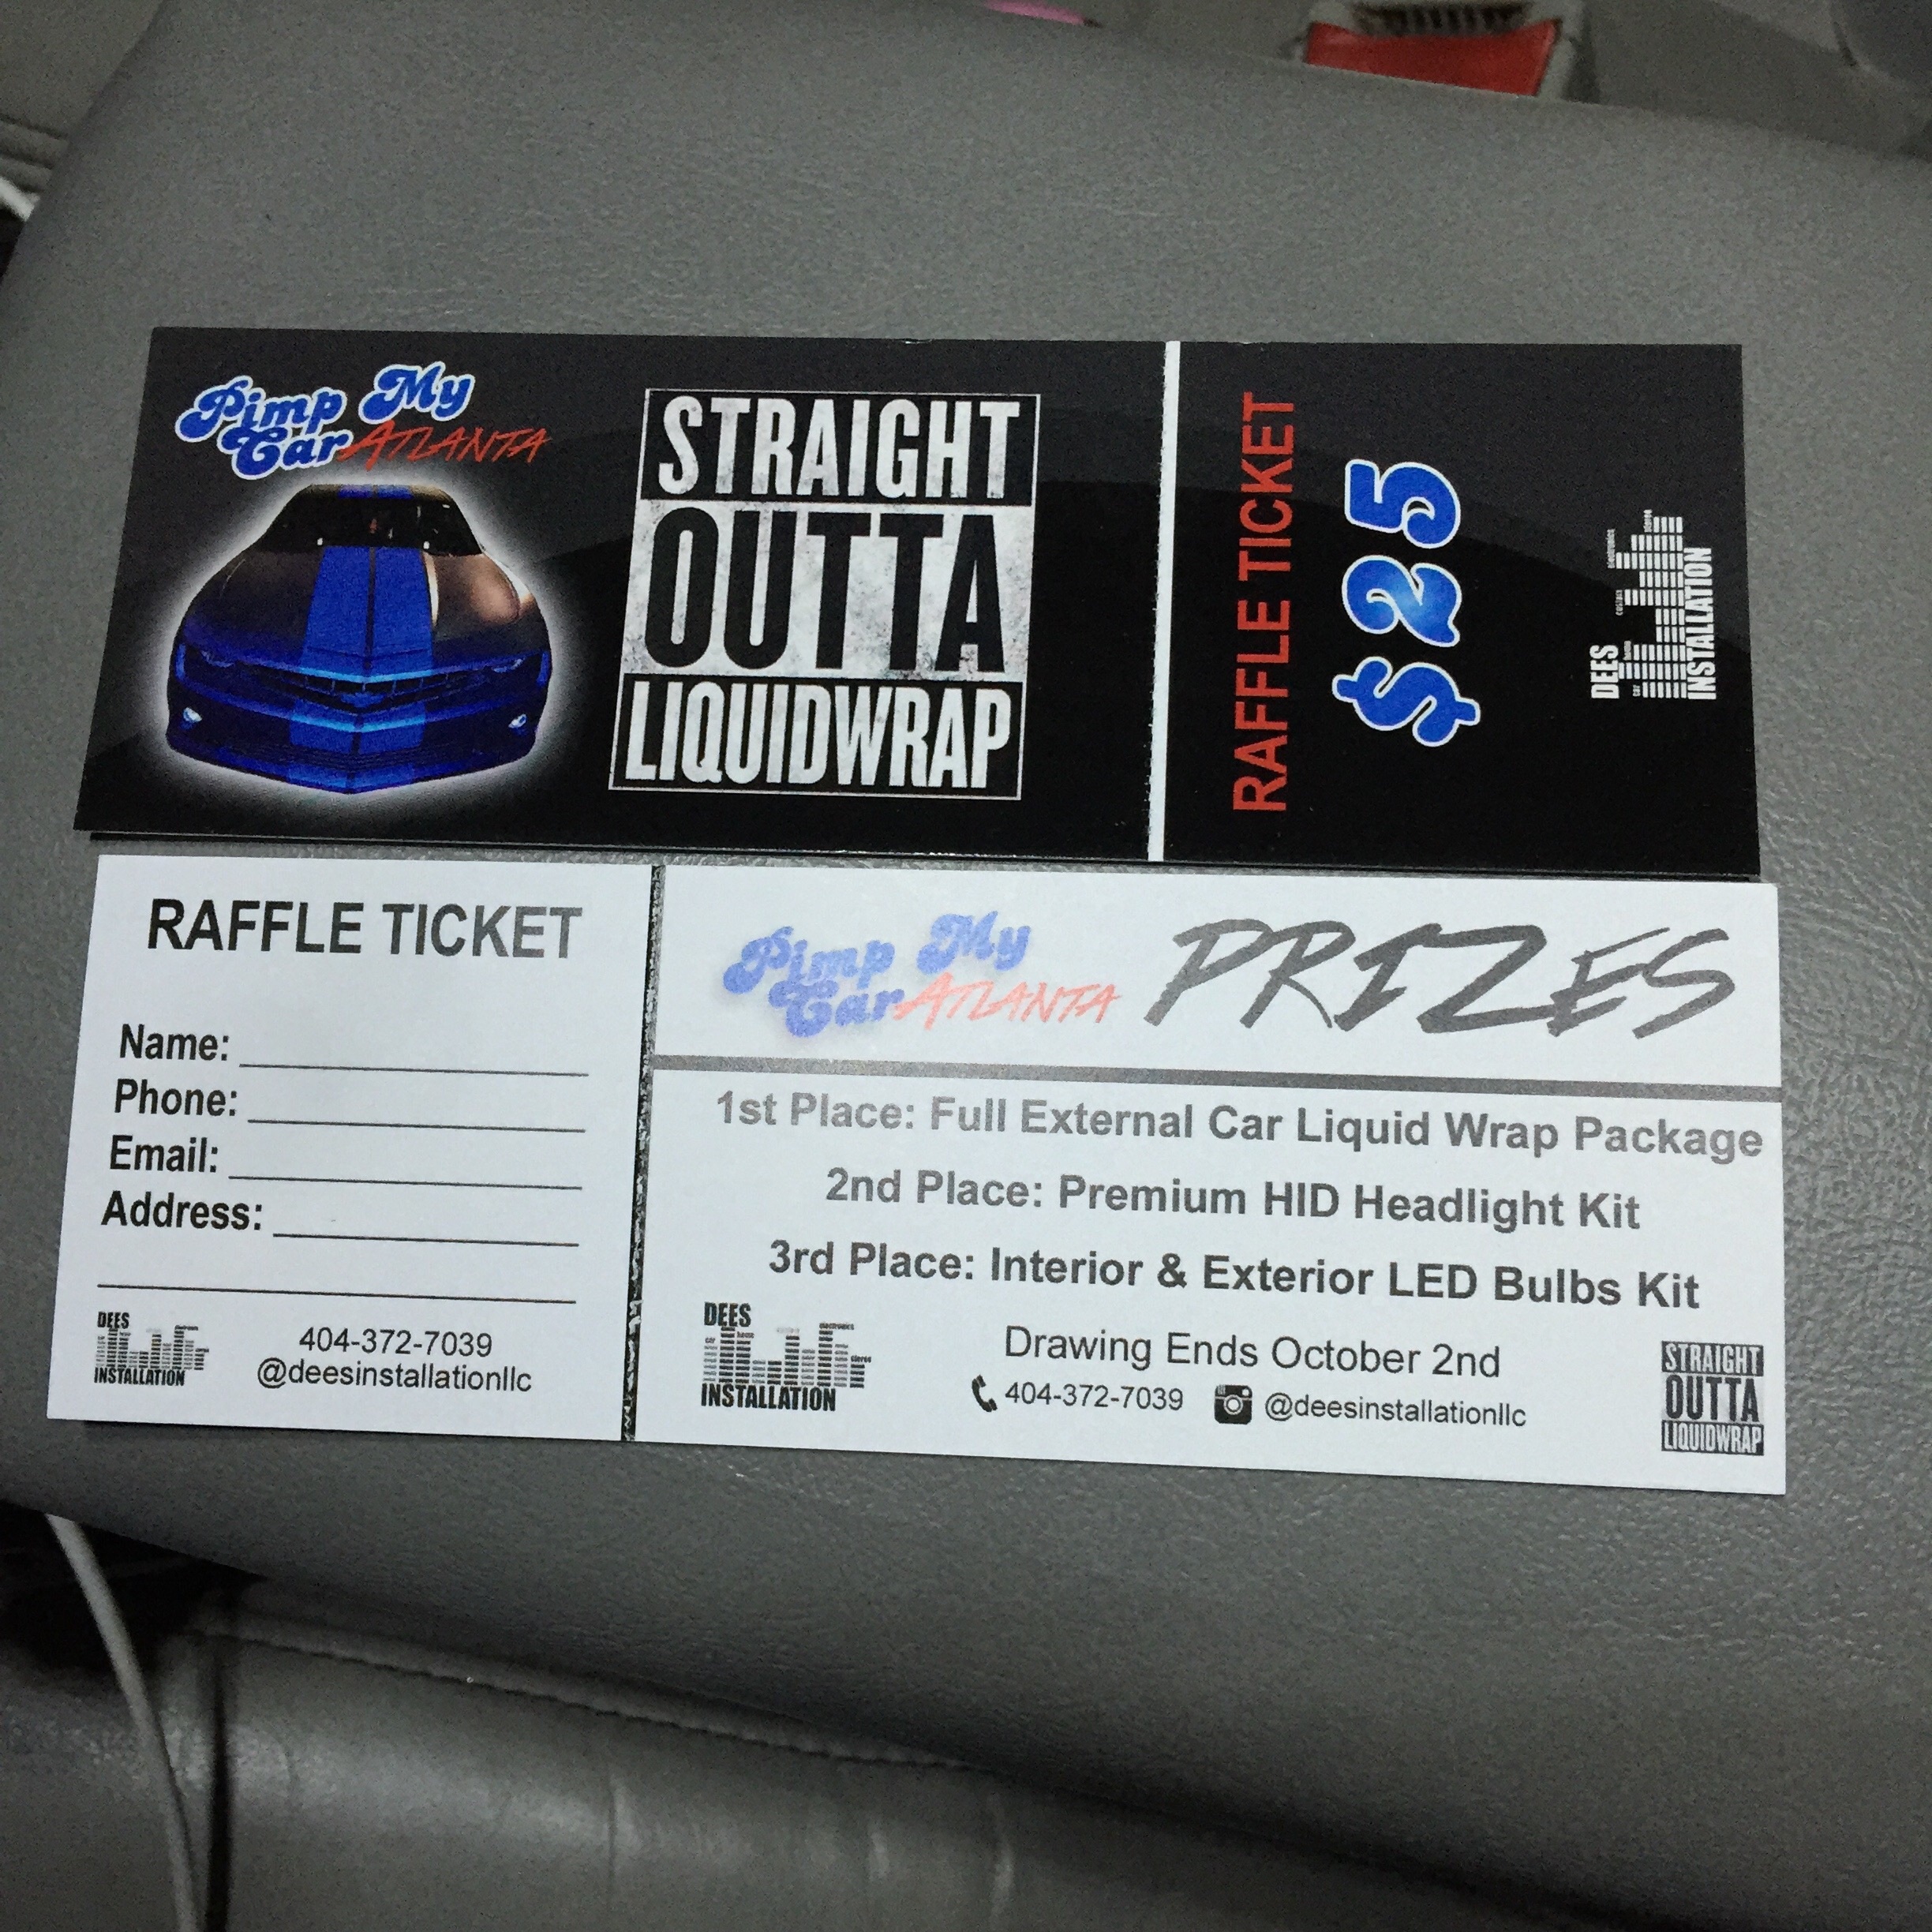 Pimp My
Car ATLANTA
STRAIGHT
OUTTA
LIQUIDWRAP
RAFFLE TICKET
$25
DEES
INSTALLATION
RAFFLE TICKET
Name:
Phone:
Email:
Address:
DEES
INSTALLATION
404-372-7039
@deesinstallationllc
Pimp My
Car ATLANTA
PRIZES
1st Place: Full External Car Liquid Wrap Package
2nd Place: Premium HID Headlight Kit
3rd Place: Interior & Exterior LED Bulbs Kit
DEES
INSTALLATION
Drawing Ends October 2nd
404-372-7039 @deesinstallationllc
STRAIGHT
OUTTA
LIQUIDWRAP